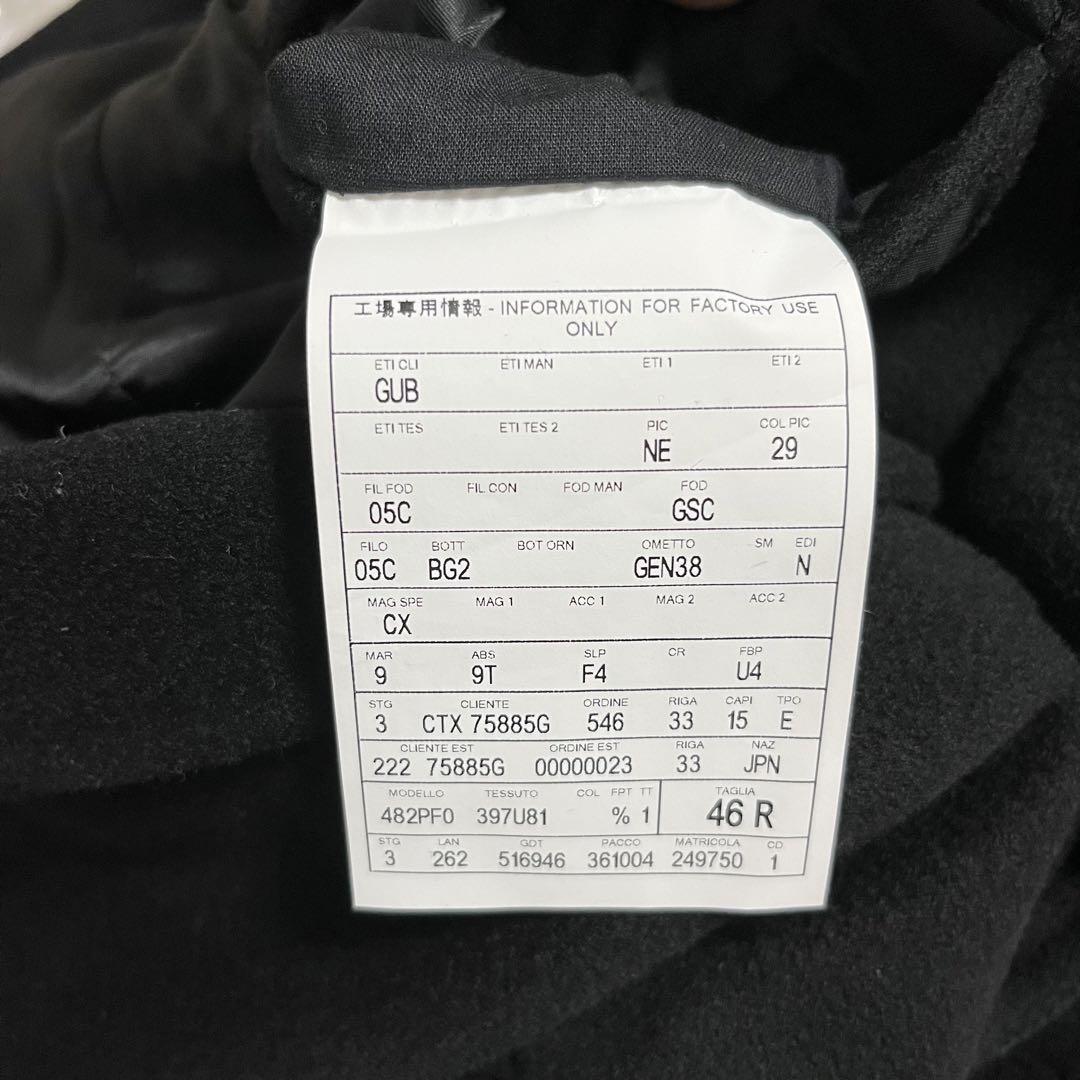 工場專用情報 - INFORMATION FOR FACTORY USE
ONLY
ETI CLI ETI MAN ETI 1 ETI 2
GUB
ETI TES ETI TES 2 PIC COL PIC
NE 29
FIL FOD FIL CON FOD MAN FOD
05C GSC
FILO BOTT BOT ORN OMETTO SM EDI
05C BG2 GEN38 N
MAG SPE MAG 1 ACC 1 MAG 2 ACC 2
CX
MAR ABS SLP CR FBP
9 9T F4 U4
STG CLIENTE ORDINE RIGA CAPI TPO
3 CTX 75885G 546 33 15 E
CLIENTE EST ORDINE EST RIGA NAZ
222 75885G 00000023 33 JPN
MODELLO TESSUTO COL FPT TT TAGLIA
482PF0 397U81 % 1 46 R
STG LAN GDT PACCO MATRICOLA CD
3 262 516946 361004 249750 1